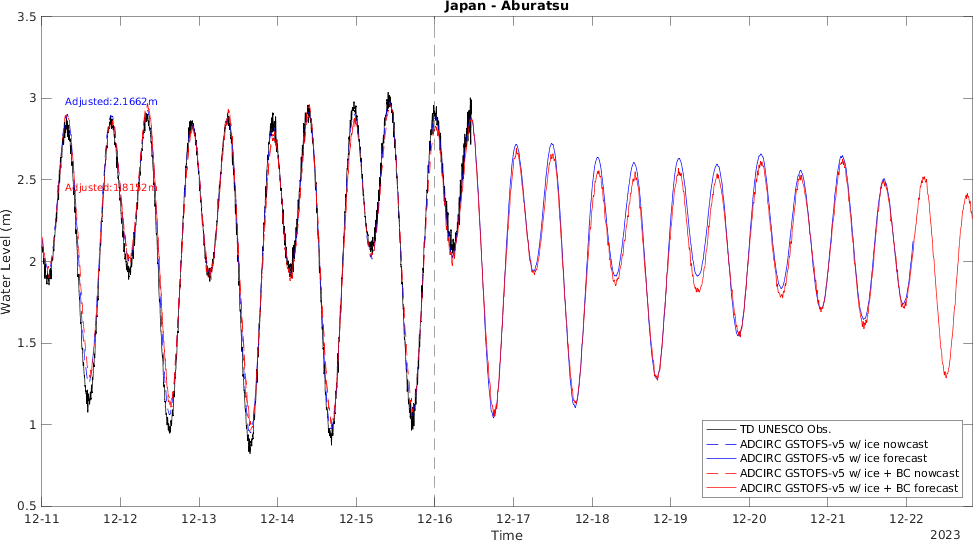 Japan - Aburatsu
3.5
3
2.5
2
1.5
1
0.5
Water Level (m)
Adjusted:2.1662m
Adjusted:1.8152m
TD UNESCO Obs.
ADCIRC GSTOFS-v5 w/ ice nowcast
ADCIRC GSTOFS-v5 w/ ice forecast
ADCIRC GSTOFS-v5 w/ ice + BC nowcast
ADCIRC GSTOFS-v5 w/ ice + BC forecast
12-11 12-12 12-13 12-14 12-15 12-16 12-17 12-18 12-19 12-20 12-21 12-22
Time
2023